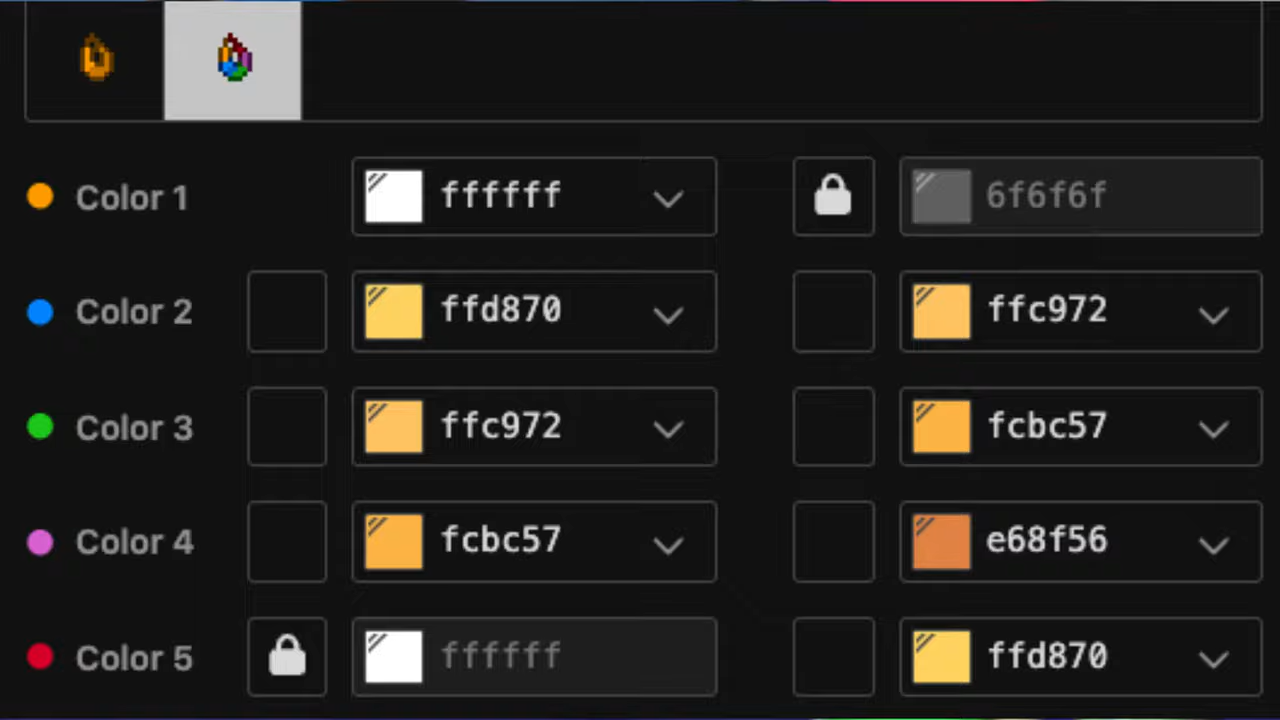 Color 1 ffffff 6f6f6f
Color 2 ffd870 ffc972
Color 3 ffc972 fcbc57
Color 4 fcbc57 e68f56
Color 5 ffffff ffd870